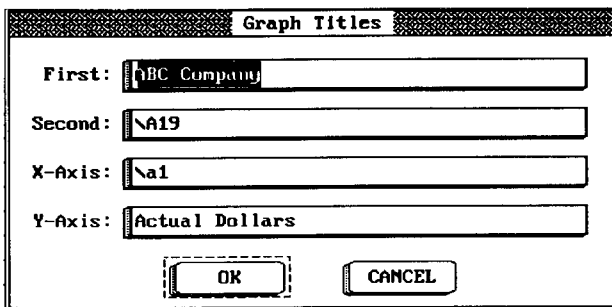 Graph Titles
First: ABC Company
Second: \A19
X-Axis: \a1
Y-Axis: Actual Dollars
OK CANCEL